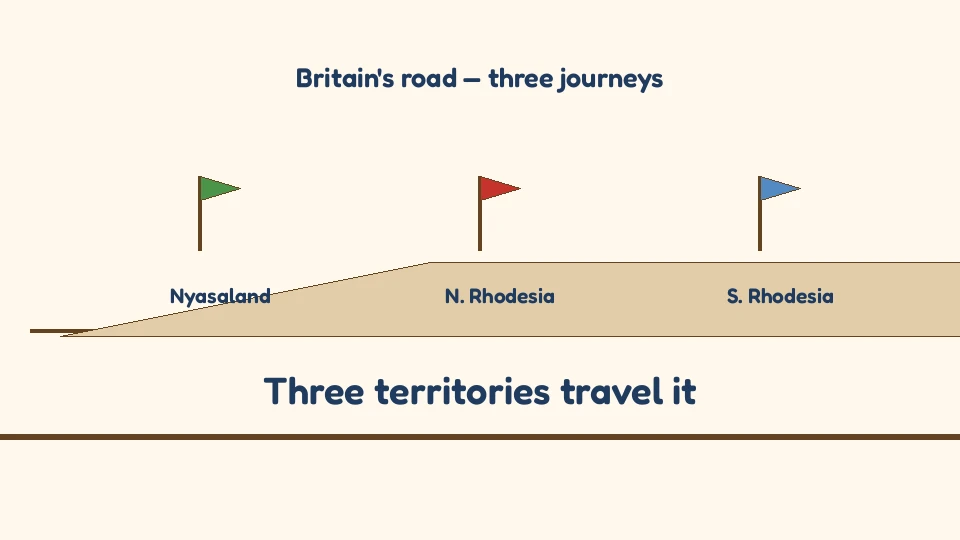 Britain's road — three journeys
Nyasaland
N. Rhodesia
S. Rhodesia
Three territories travel it